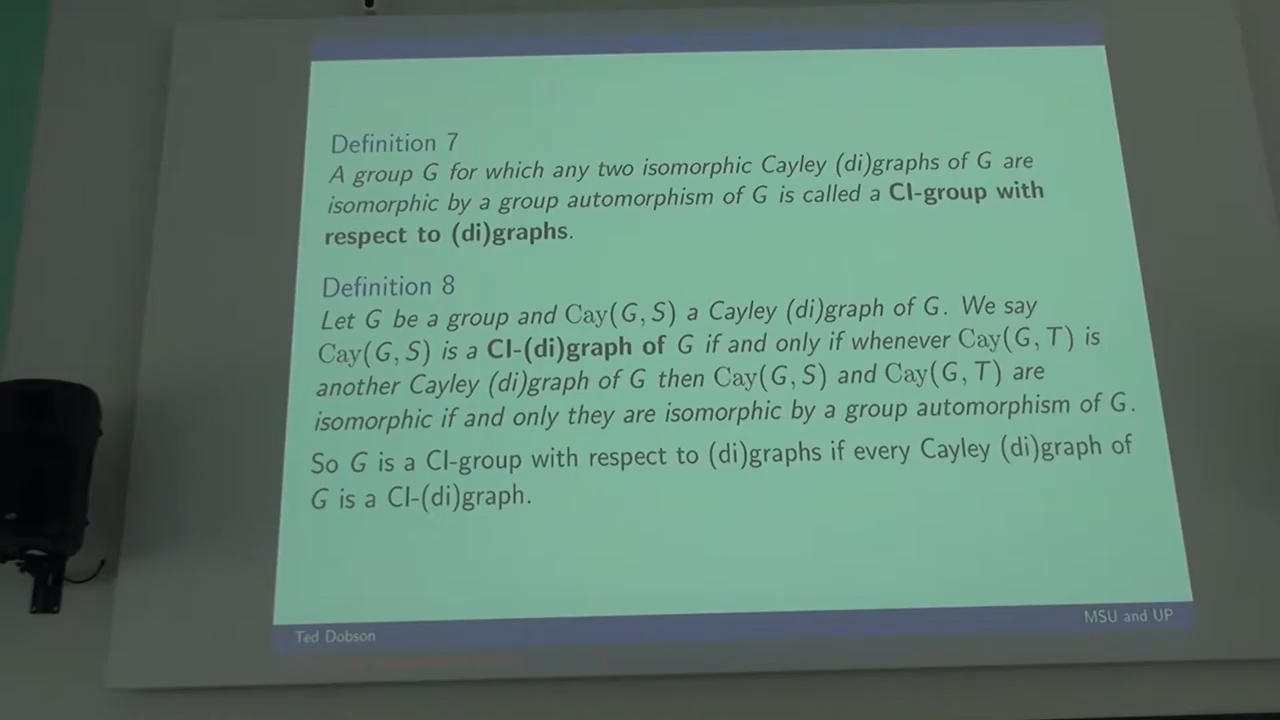 Definition 7
A group G for which any two isomorphic Cayley (di)graphs of G are
isomorphic by a group automorphism of G is called a CI-group with
respect to (di)graphs.
Definition 8
Let G be a group and Cay(G, S) a Cayley (di)graph of G. We say
Cay(G, S) is a CI-(di)graph of G if and only if whenever Cay(G, T) is
another Cayley (di)graph of G then Cay(G, S) and Cay(G, T) are
isomorphic if and only they are isomorphic by a group automorphism of G.
So G is a CI-group with respect to (di)graphs if every Cayley (di)graph of
G is a CI-(di)graph.
Ted Dobson
MSU and UP